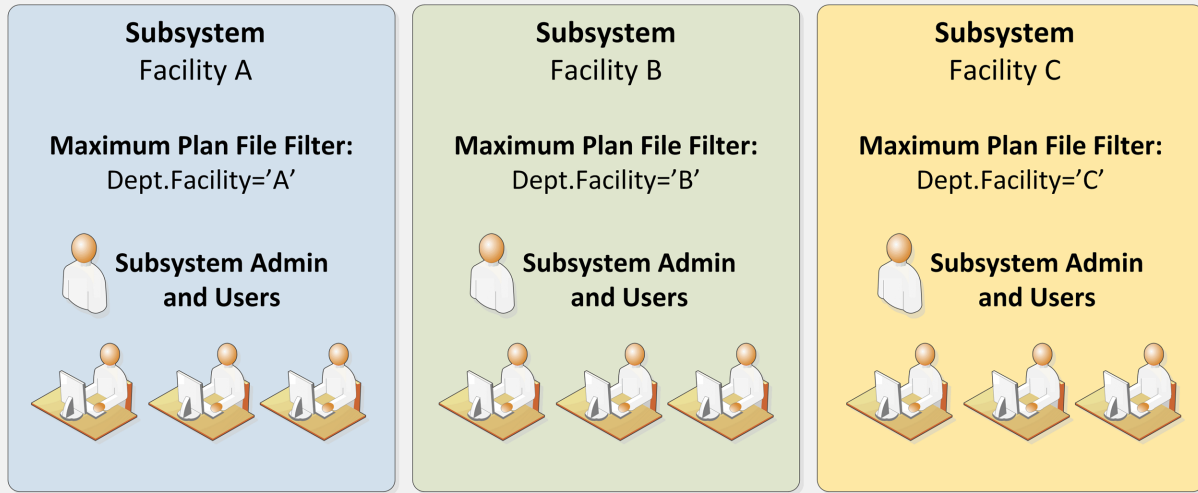 Subsystem
Facility A
Maximum Plan File Filter:
Dept.Facility=’A’
Subsystem Admin
and Users
Subsystem
Facility B
Maximum Plan File Filter:
Dept.Facility=’B’
Subsystem Admin
and Users
Subsystem
Facility C
Maximum Plan File Filter:
Dept.Facility=’C’
Subsystem Admin
and Users